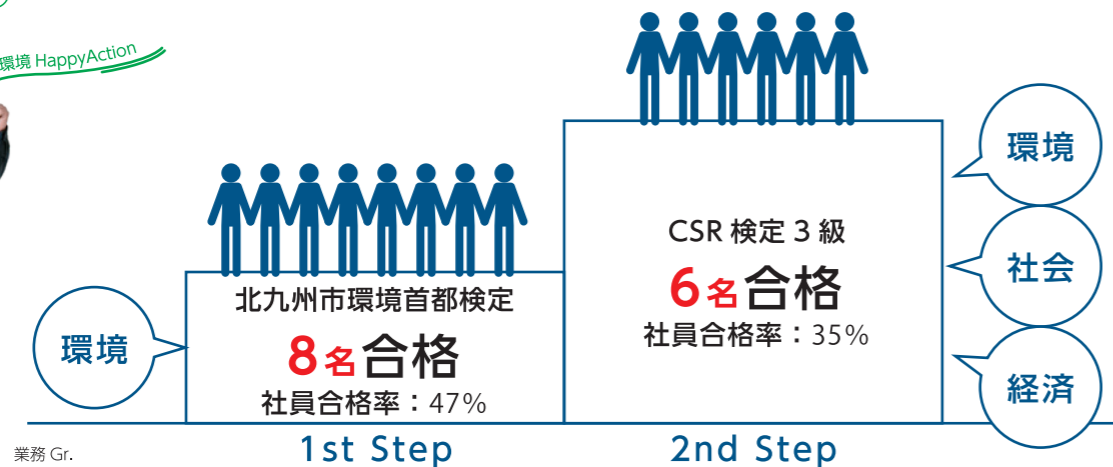 環境 HappyAction
環境
北九州市環境首都検定
8名合格
社員合格率：47%
1st Step
CSR 検定 3 級
6名合格
社員合格率：35%
2nd Step
環境
社会
経済
業務 Gr.